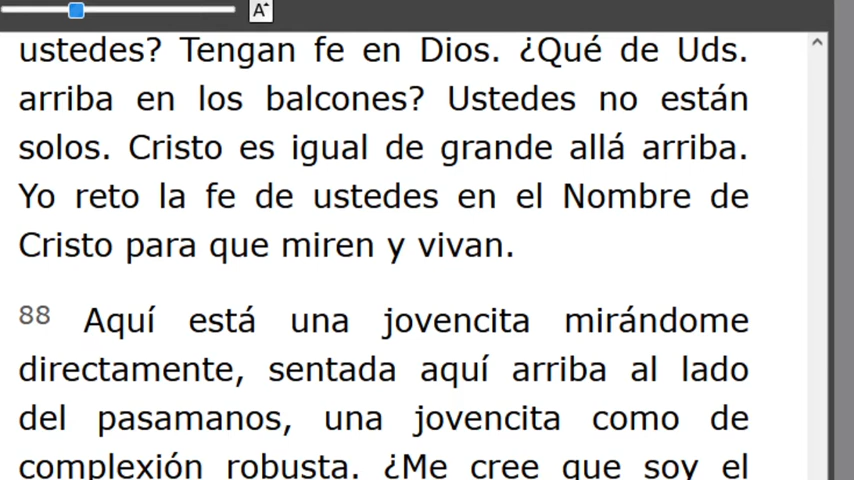 A
ustedes? Tengan fe en Dios. ¿Qué de Uds.
arriba en los balcones? Ustedes no están
solos. Cristo es igual de grande allá arriba.
Yo reto la fe de ustedes en el Nombre de
Cristo para que miren y vivan.
88 Aquí está una jovencita mirándome
directamente, sentada aquí arriba al lado
del pasamanos, una jovencita como de
complexión robusta. ¿Me cree que soy el